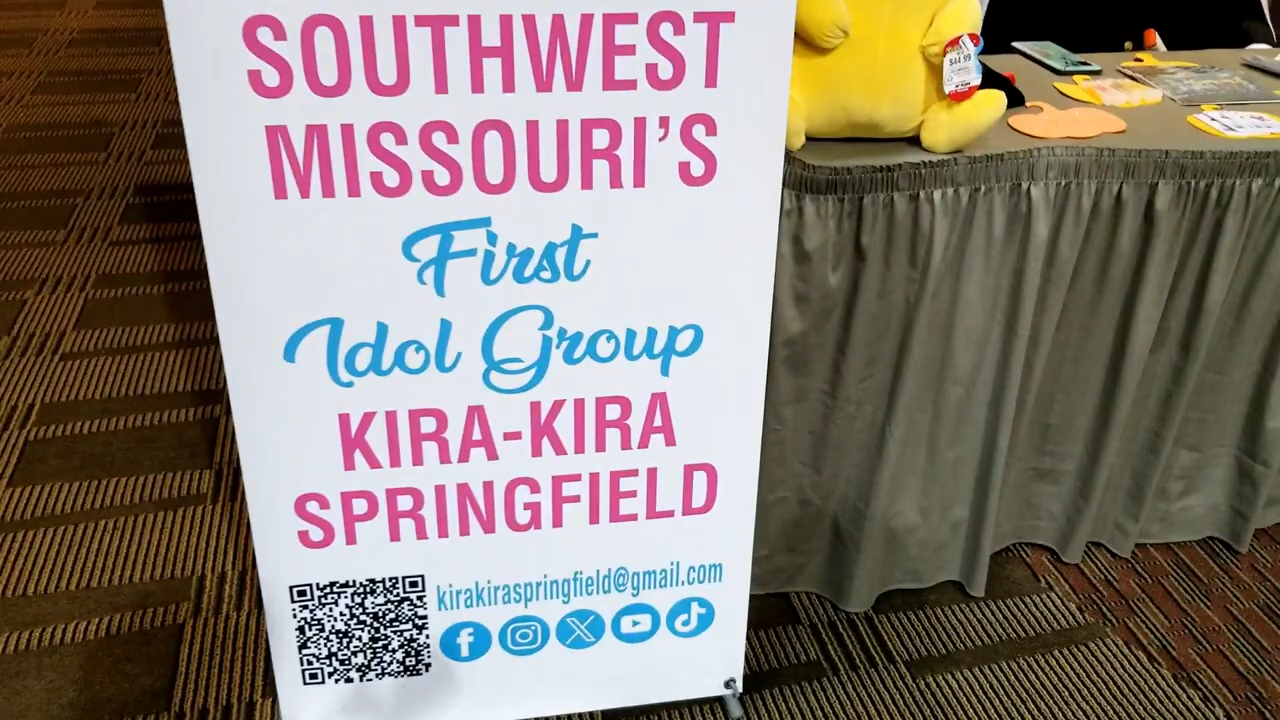 SOUTHWEST
MISSOURI'S
First
Idol Group
KIRA-KIRA
SPRINGFIELD
kirakiraspringfield@gmail.com
$44.99